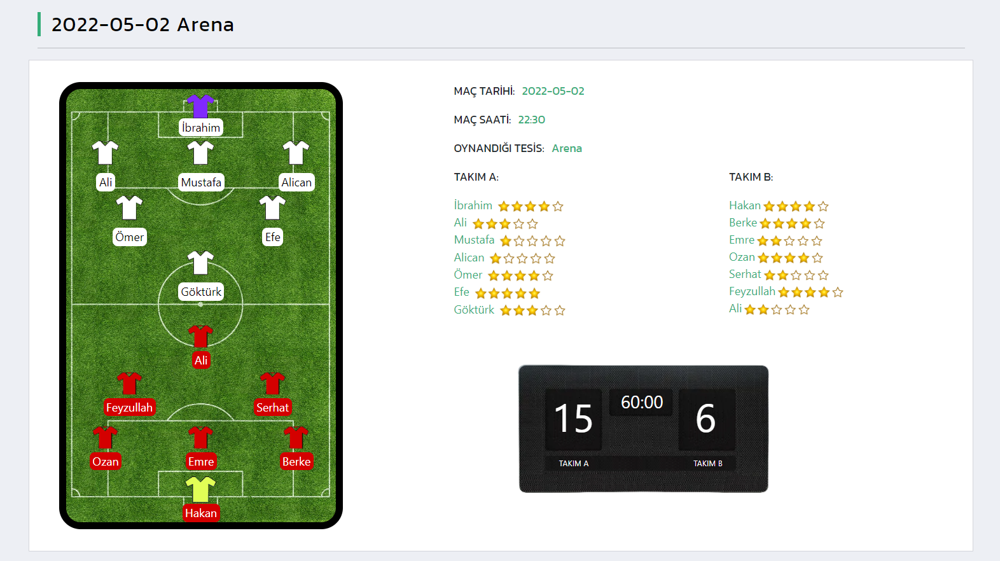 2022-05-02 Arena
İbrahim
Ali Mustafa Alican
Ömer Efe
Göktürk
Ali
Feyzullah Serhat
Ozan Emre Berke
Hakan
MAÇ TARİHİ: 2022-05-02
MAÇ SAATİ: 22:30
OYNANDIĞI TESİS: Arena
TAKIM A:
İbrahim
Ali
Mustafa
Alican
Ömer
Efe
Göktürk
TAKIM B:
Hakan
Berke
Emre
Ozan
Serhat
Feyzullah
Ali
15 60:00 6
TAKIM A TAKIM B